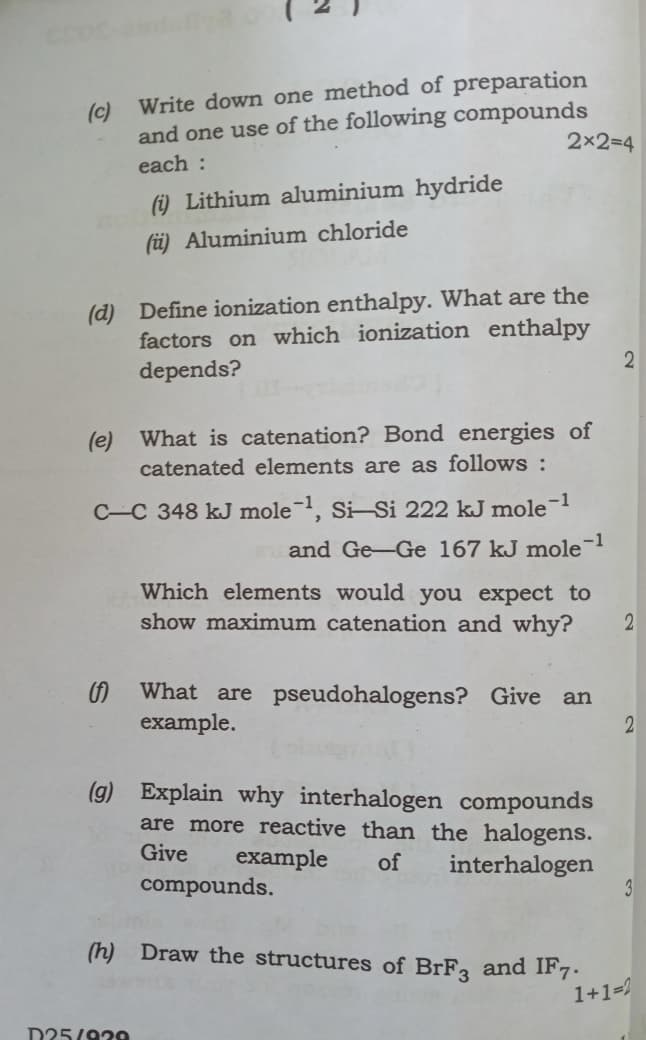 ( 2 )
(c) Write down one method of preparation
and one use of the following compounds
each : 2×2=4
(i) Lithium aluminium hydride
(ii) Aluminium chloride
(d) Define ionization enthalpy. What are the
factors on which ionization enthalpy
depends? 2
(e) What is catenation? Bond energies of
catenated elements are as follows :
C—C 348 kJ mole⁻¹, Si—Si 222 kJ mole⁻¹
and Ge—Ge 167 kJ mole⁻¹
Which elements would you expect to
show maximum catenation and why? 2
(f) What are pseudohalogens? Give an
example. 2
(g) Explain why interhalogen compounds
are more reactive than the halogens.
Give example of interhalogen
compounds. 3
(h) Draw the structures of BrF₃ and IF₇.
1+1=2
D25/929